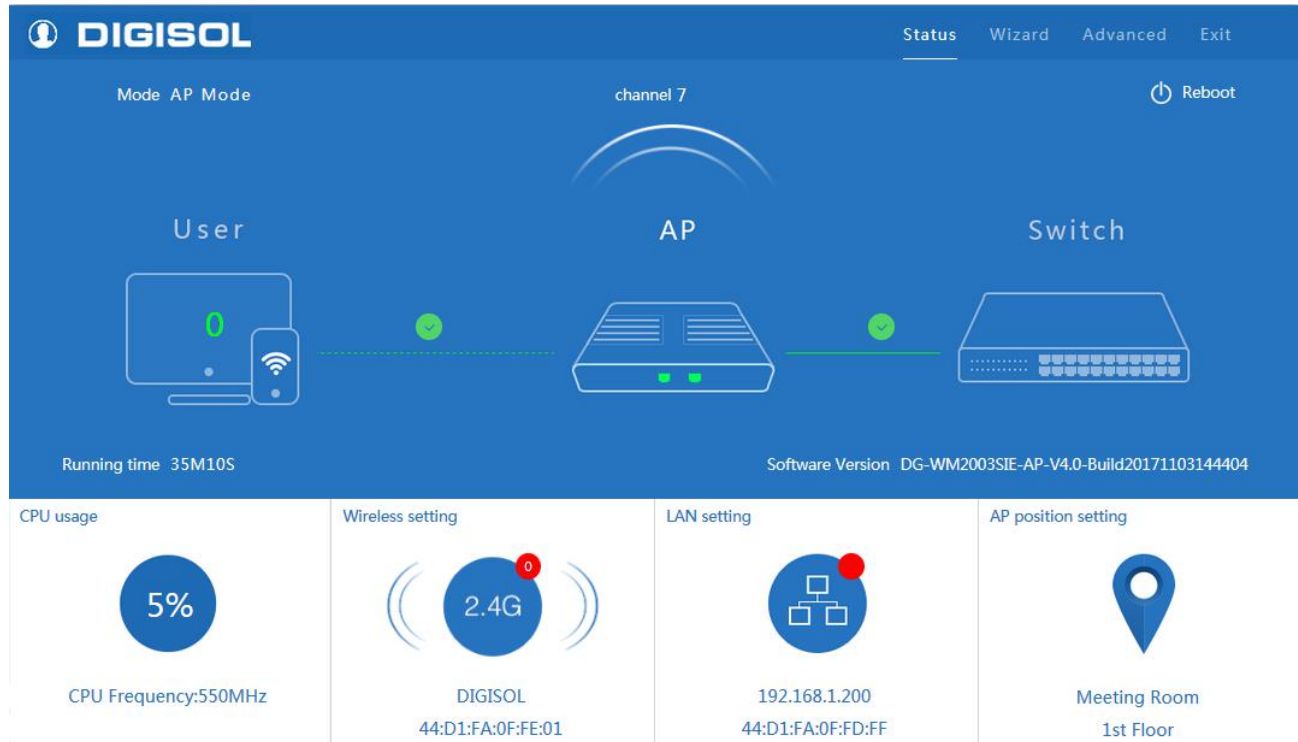 DIGISOL
Status Wizard Advanced Exit
Mode AP Mode
channel 7
Reboot
User
AP
Switch
0
Running time 35M10S
Software Version DG-WM2003SIE-AP-V4.0-Build20171103144404
CPU usage
5%
CPU Frequency:550MHz
Wireless setting
0
2.4G
DIGISOL
44:D1:FA:0F:FE:01
LAN setting
192.168.1.200
44:D1:FA:0F:FD:FF
AP position setting
Meeting Room
1st Floor